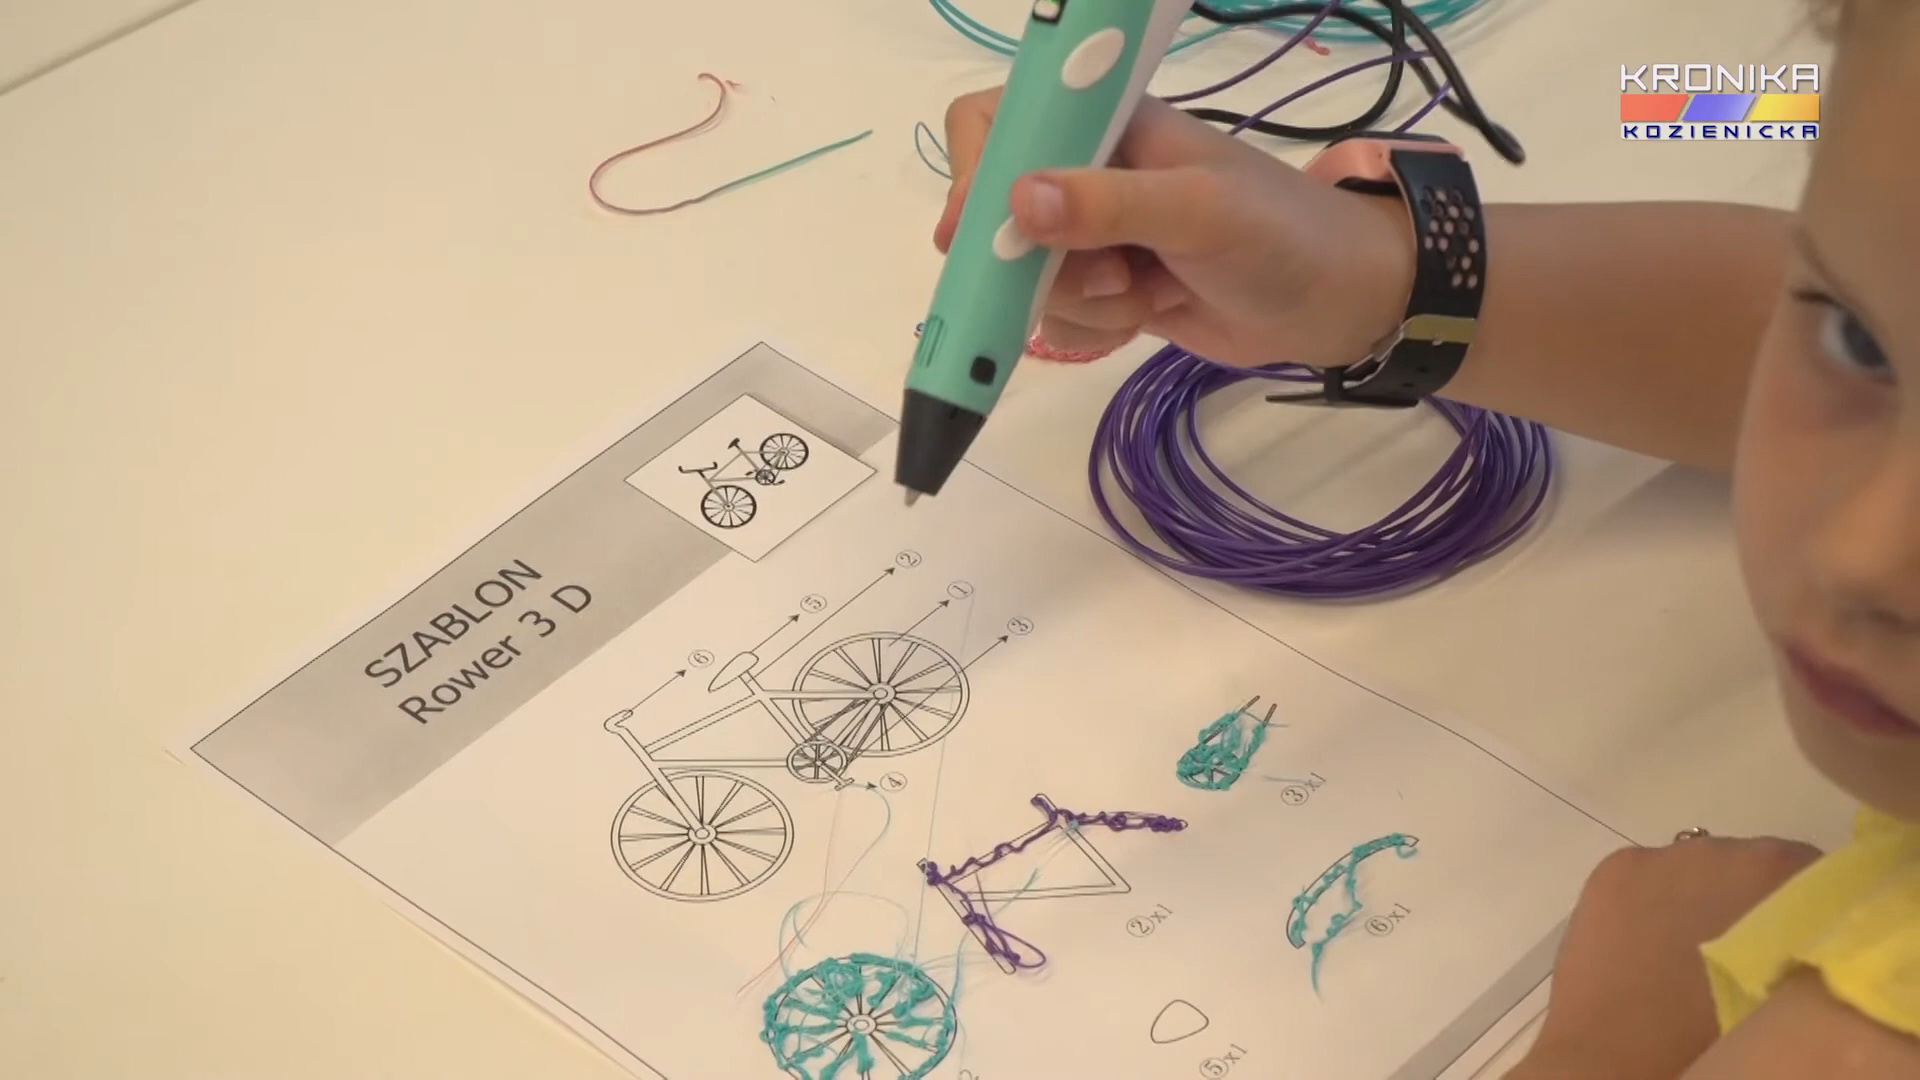 KRONIKA
KOZIENICKA
SZABLON
Rower 3 D
②
①
⑤
③
⑥
④
③x1
②x1
⑥x1
⑤x1